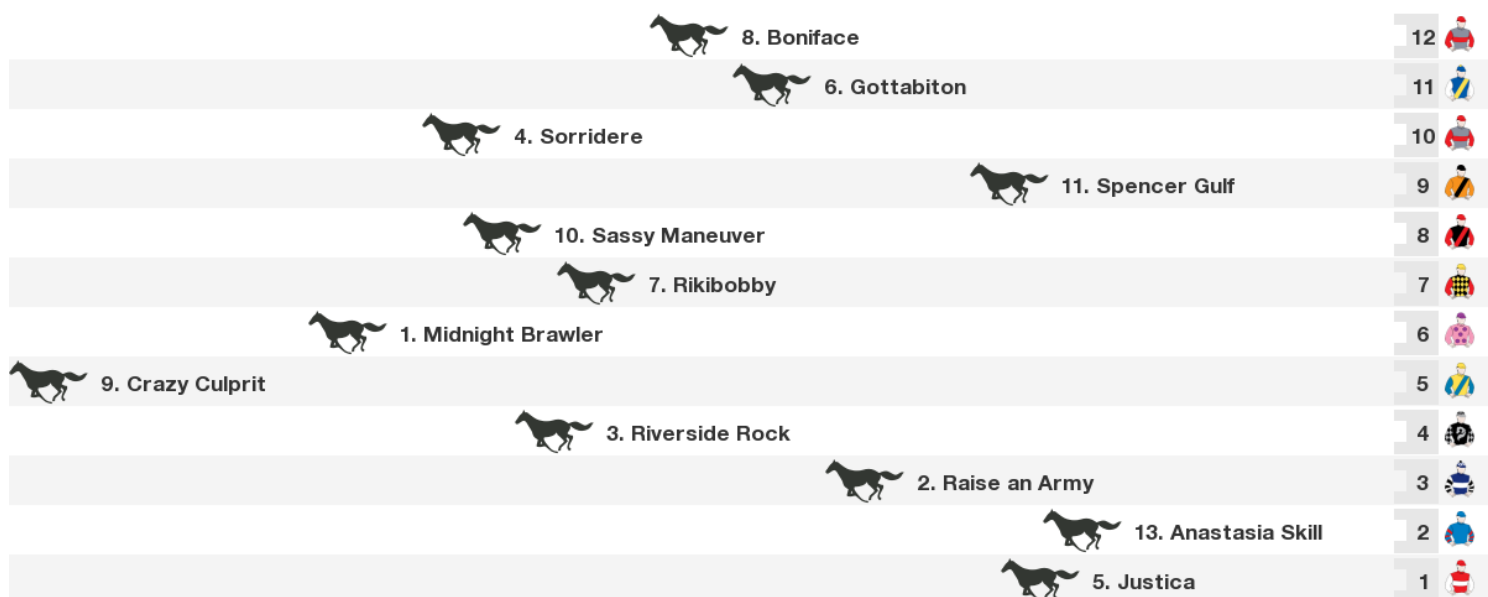 8. Boniface 12
6. Gottabiton 11
4. Sorridere 10
11. Spencer Gulf 9
10. Sassy Maneuver 8
7. Rikibobby 7
1. Midnight Brawler 6
9. Crazy Culprit 5
3. Riverside Rock 4
2. Raise an Army 3
13. Anastasia Skill 2
5. Justica 1